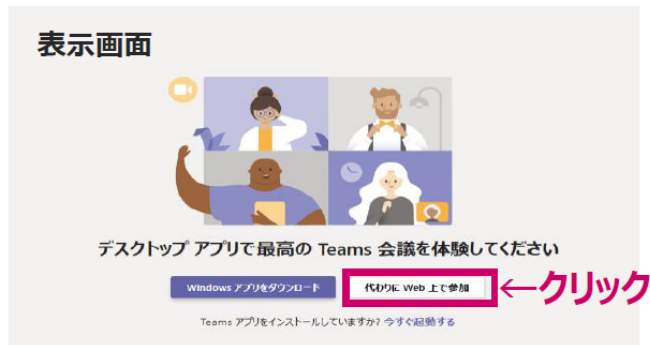 表示画面
デスクトップ アプリで最高の Teams 会議を体験してください
Windows アプリをダウンロード
代わりに Web 上で参加
←クリック
Teams アプリをインストールしていますか? 今すぐ起動する